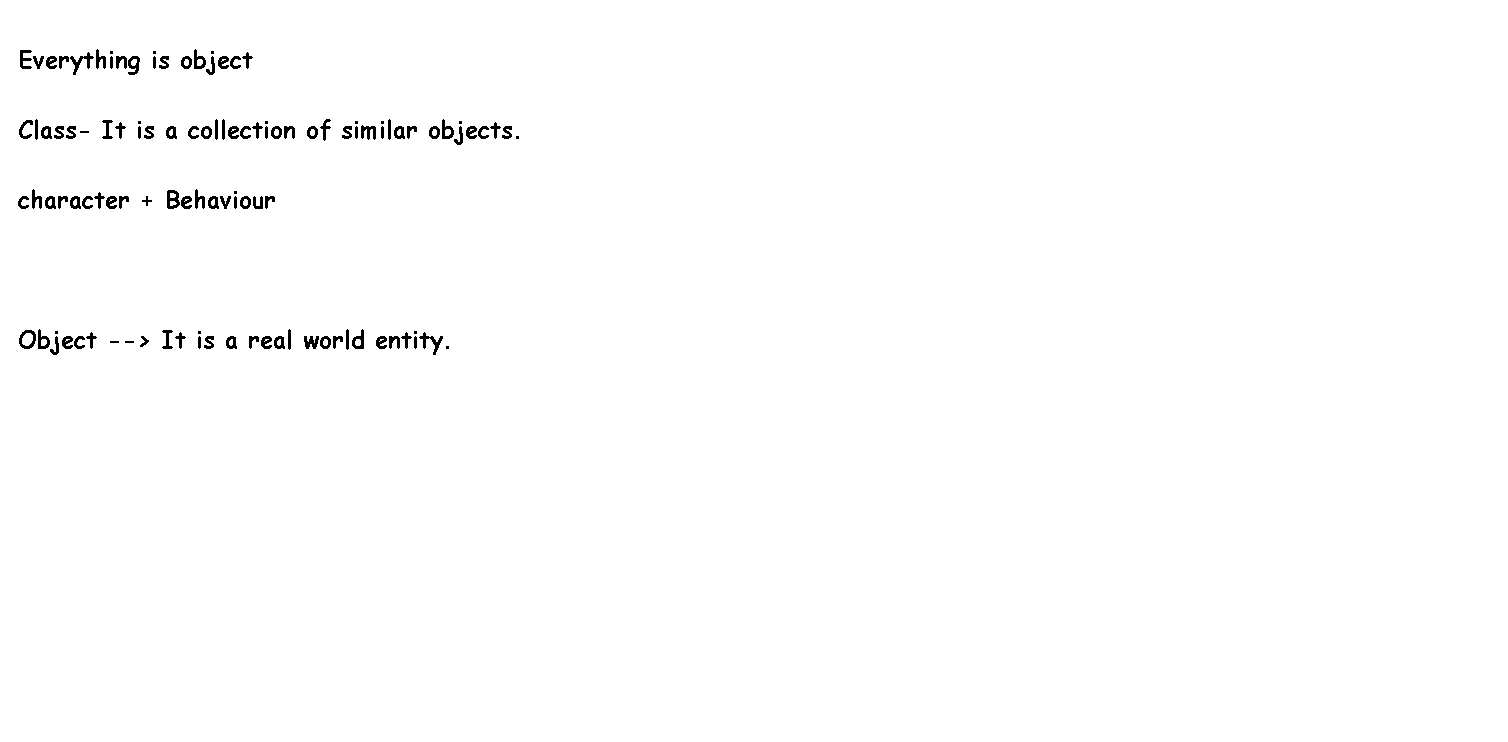 Everything is object
Class- It is a collection of similar objects.
character + Behaviour
Object --> It is a real world entity.